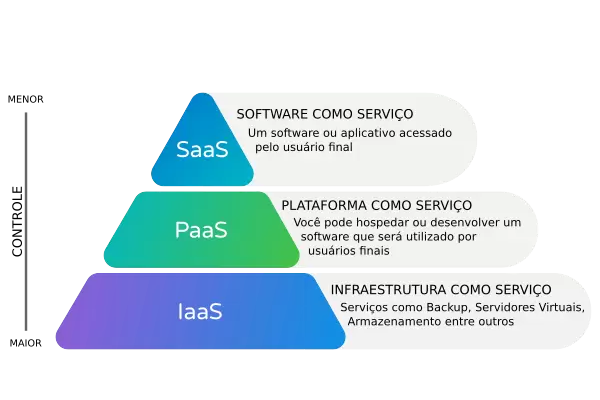 MENOR
SOFTWARE COMO SERVIÇO
Um software ou aplicativo acessado
pelo usuário final
SaaS
PLATAFORMA COMO SERVIÇO
Você pode hospedar ou desenvolver um
software que será utilizado por
usuários finais
PaaS
CONTROLE
INFRAESTRUTURA COMO SERVIÇO
Serviços como Backup, Servidores Virtuais,
Armazenamento entre outros
IaaS
MAIOR